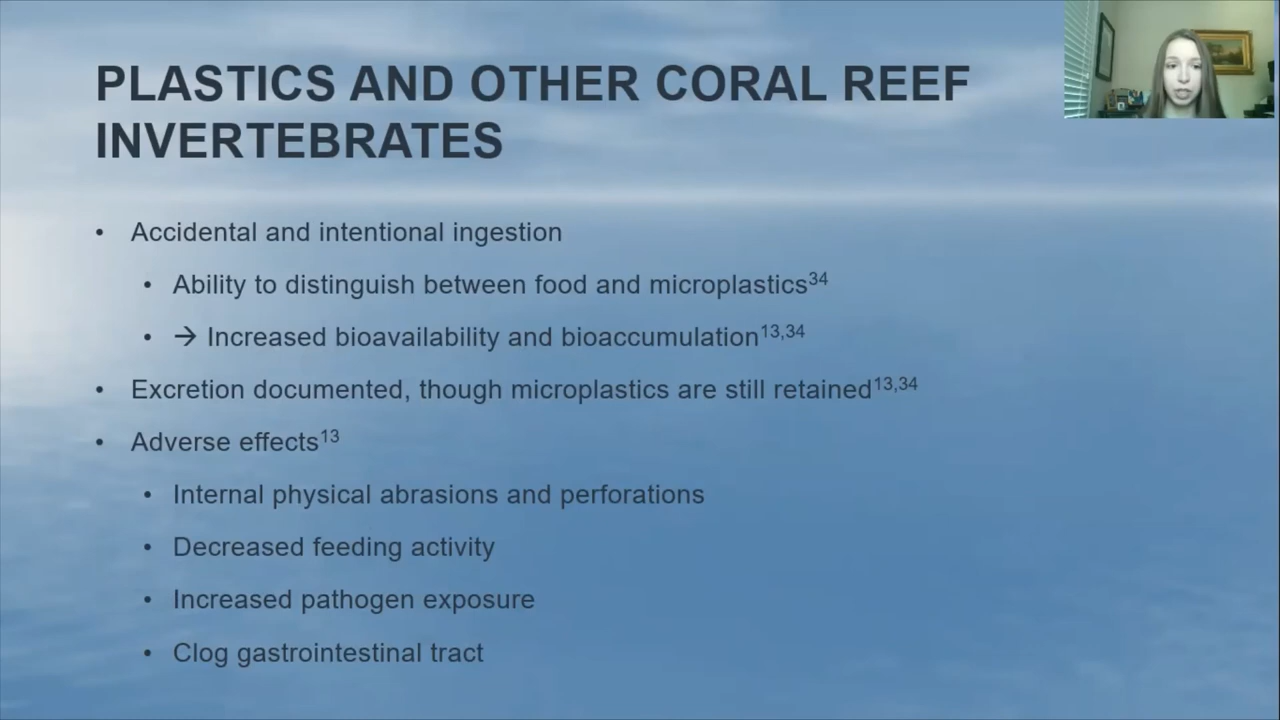 PLASTICS AND OTHER CORAL REEF
INVERTEBRATES
• Accidental and intentional ingestion
• Ability to distinguish between food and microplastics³⁴
• → Increased bioavailability and bioaccumulation¹³,³⁴
• Excretion documented, though microplastics are still retained¹³,³⁴
• Adverse effects¹³
• Internal physical abrasions and perforations
• Decreased feeding activity
• Increased pathogen exposure
• Clog gastrointestinal tract